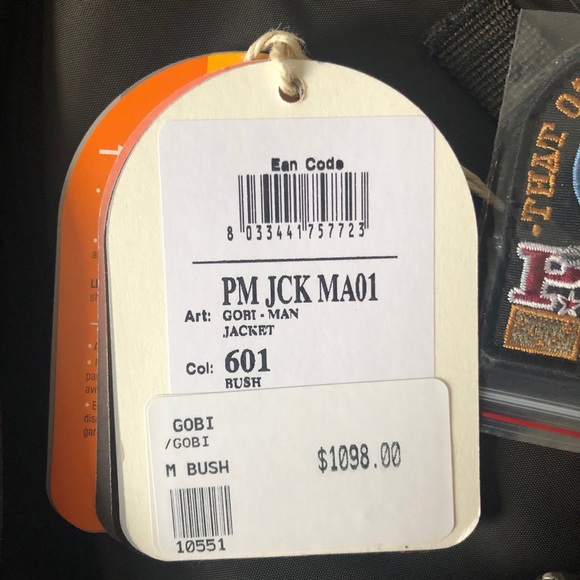 Ean Code
8 033441 757723
PM JCK MA01
Art: GOBI - MAN
JACKET
Col: 601
BUSH
GOBI
/GOBI
M BUSH
$1098.00
10551
THAT O